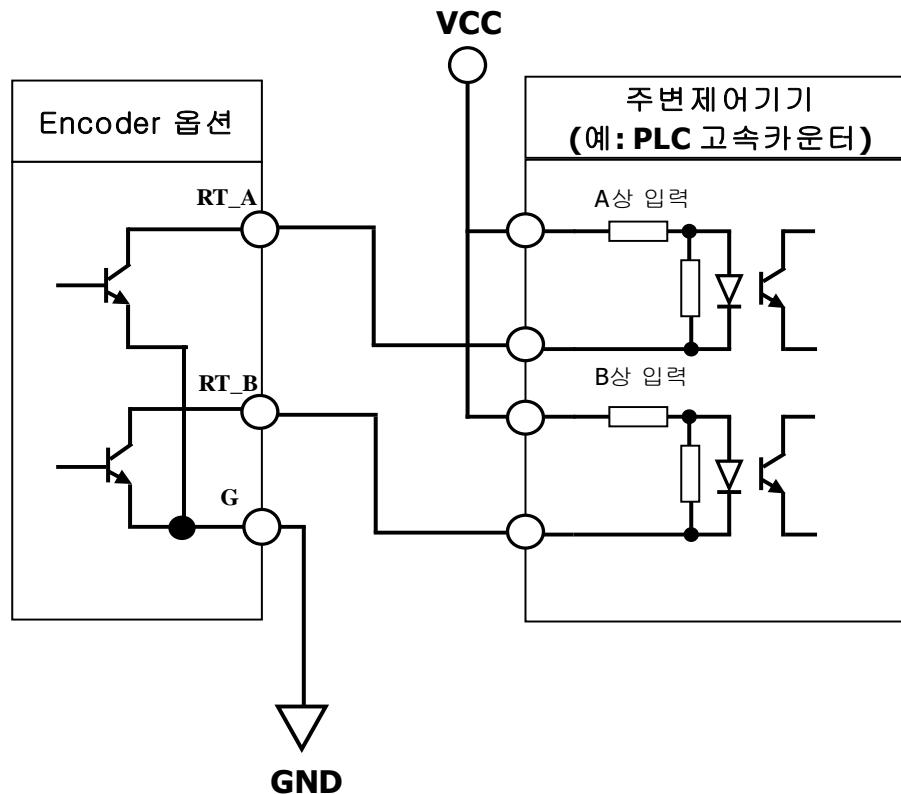 VCC
Encoder 옵션
주변제어기기
(예: PLC 고속카운터)
RT_A
A상 입력
RT_B
B상 입력
G
GND